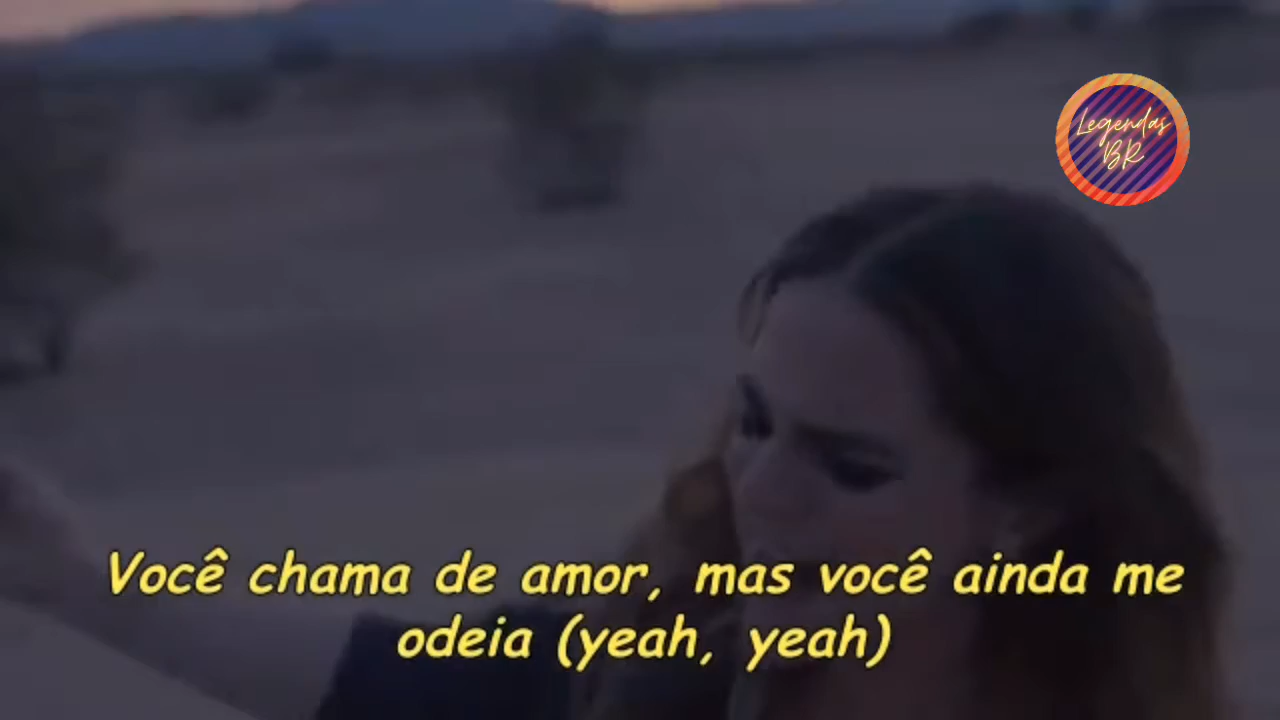 Legendas
BR
Você chama de amor, mas você ainda me
odeia (yeah, yeah)